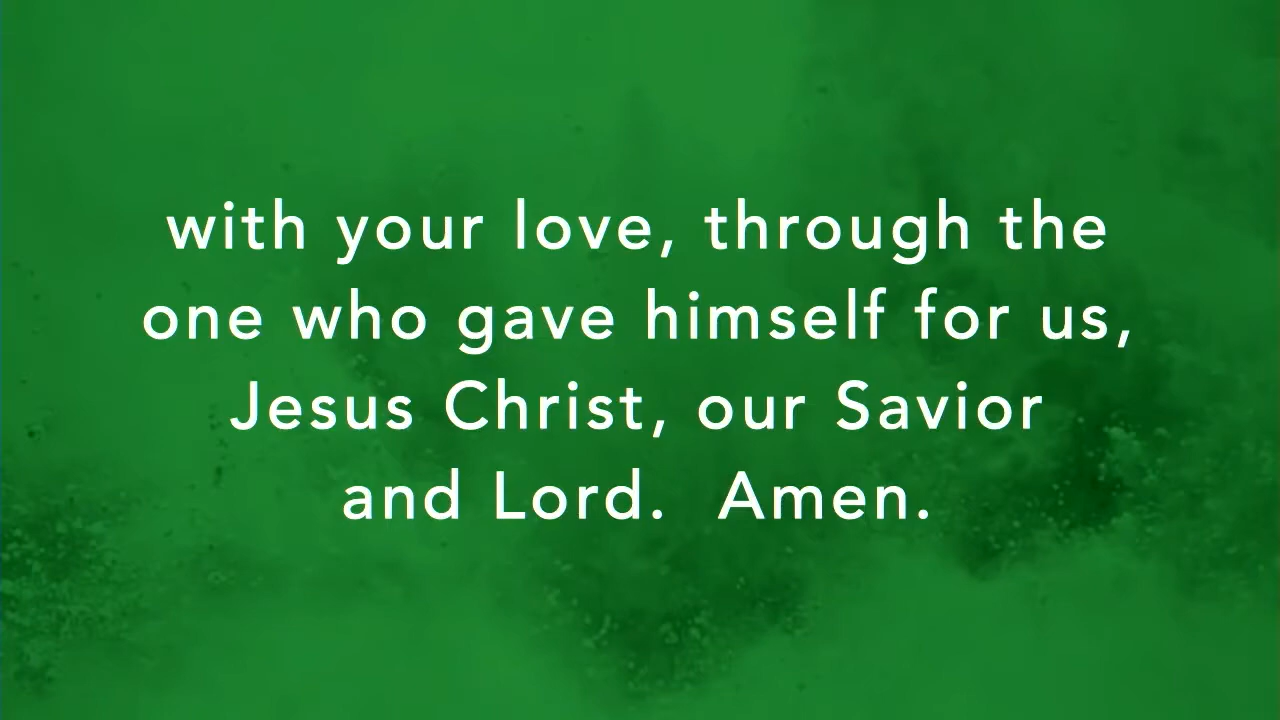 with your love, through the
one who gave himself for us,
Jesus Christ, our Savior
and Lord.  Amen.